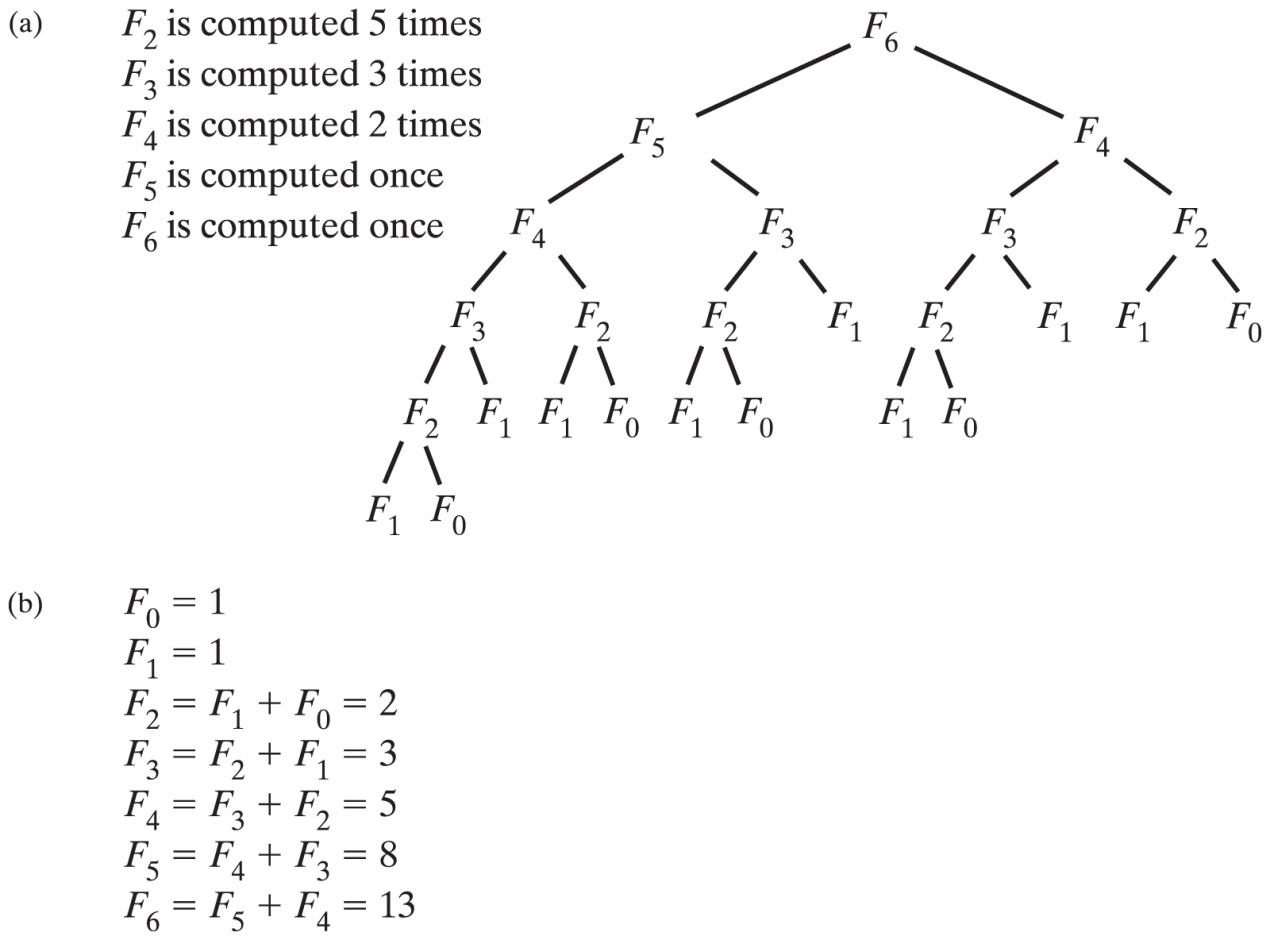 (a) F₂ is computed 5 times
F₃ is computed 3 times
F₄ is computed 2 times
F₅ is computed once
F₆ is computed once
F₆
F₅ F₄
F₄ F₃ F₃ F₂
F₃ F₂ F₂ F₁ F₂ F₁ F₁ F₀
F₂ F₁ F₁ F₀ F₁ F₀ F₁ F₀
F₁ F₀
(b) F₀ = 1
F₁ = 1
F₂ = F₁ + F₀ = 2
F₃ = F₂ + F₁ = 3
F₄ = F₃ + F₂ = 5
F₅ = F₄ + F₃ = 8
F₆ = F₅ + F₄ = 13